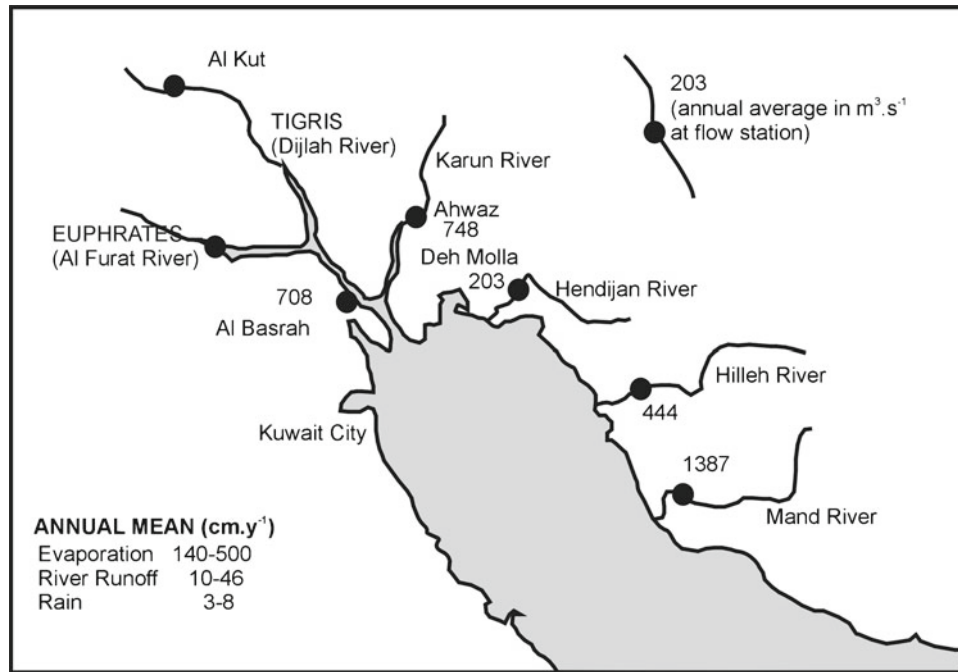 Al Kut
203
(annual average in m³.s⁻¹
at flow station)
TIGRIS
(Dijlah River)
Karun River
Ahwaz
748
EUPHRATES
(Al Furat River)
Deh Molla
203
Hendijan River
708
Al Basrah
Hilleh River
444
Kuwait City
1387
Mand River
ANNUAL MEAN (cm.y⁻¹)
Evaporation 140-500
River Runoff 10-46
Rain 3-8